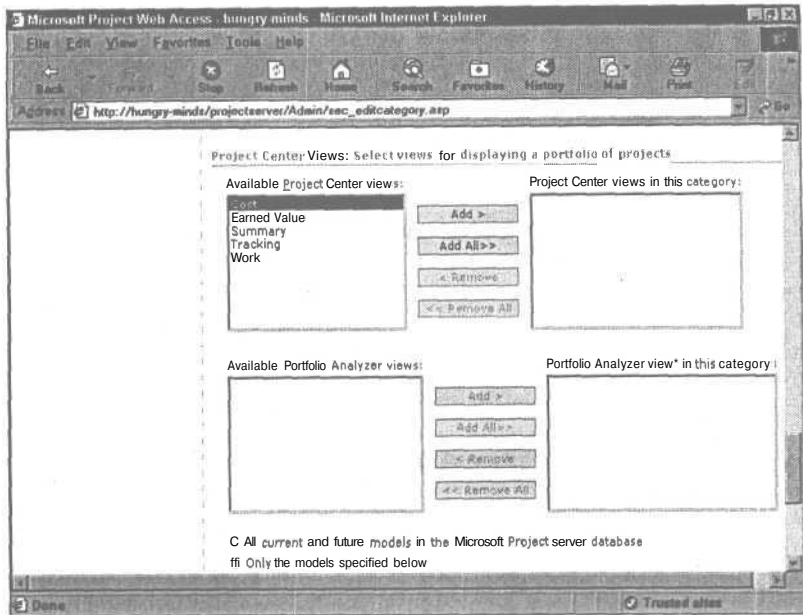 Microsoft Project Web Access - hungry minds - Microsoft Internet Explorer
File Edit View Favorites Tools Help
Back Forward Stop Refresh Home Search Favorites History Mail Print Edit
Address http://hungry-minds/projectserver/Admin/sec_editcategory.asp Go
Project Center Views: Select views for displaying a portfolio of projects
Available Project Center views:
Project Center views in this category:
Cost
Earned Value
Summary
Tracking
Work
Add >
Add All>>
< Remove
<< Remove All
Available Portfolio Analyzer views:
Portfolio Analyzer view* in this category:
Add >
Add All>>
< Remove
<< Remove All
C All current and future models in the Microsoft Project server database
ffi Only the models specified below
Done
Trusted sites